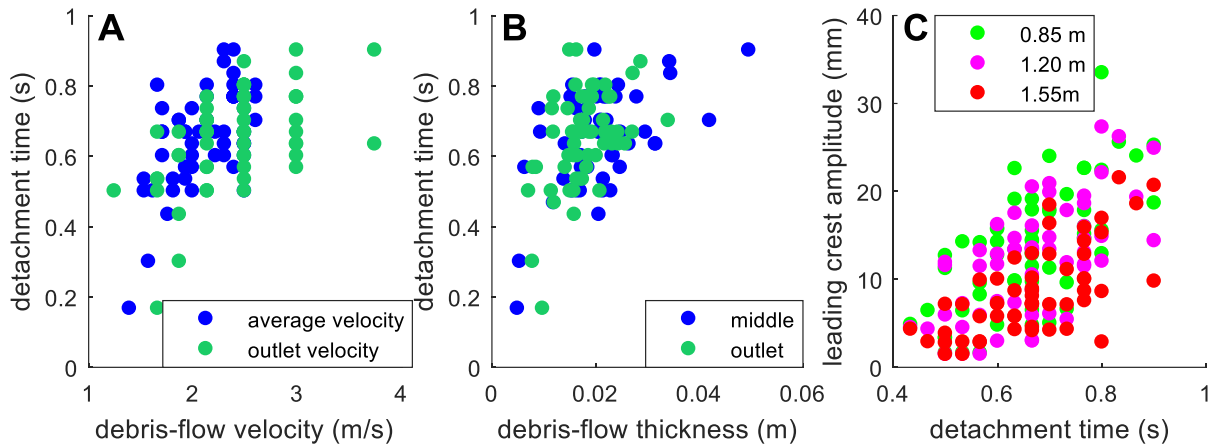 A
detachment time (s)
1
0.8
0.6
0.4
0.2
0
1
2
3
4
debris-flow velocity (m/s)
average velocity
outlet velocity
B
detachment time (s)
1
0.8
0.6
0.4
0.2
0
0
0.02
0.04
0.06
debris-flow thickness (m)
middle
outlet
C
leading crest amplitude (mm)
40
30
20
10
0
0.4
0.6
0.8
1
detachment time (s)
0.85 m
1.20 m
1.55m